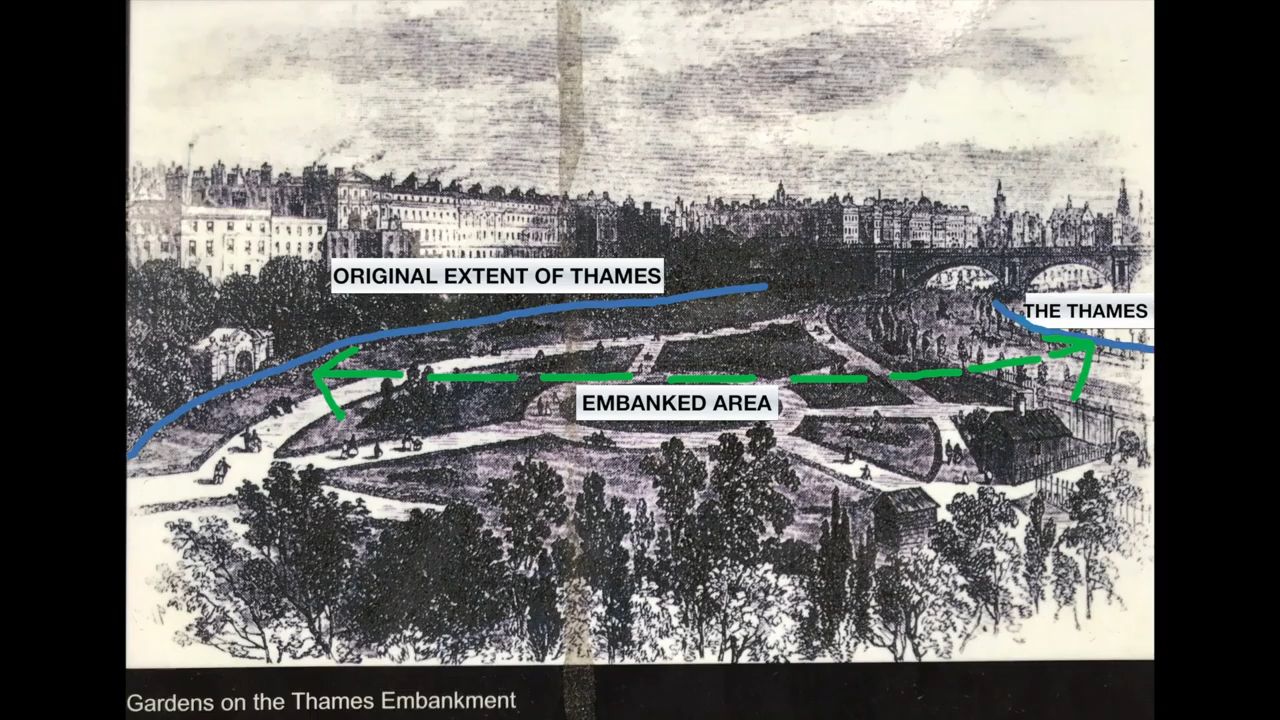 ORIGINAL EXTENT OF THAMES
THE THAMES
EMBANKED AREA
Gardens on the Thames Embankment